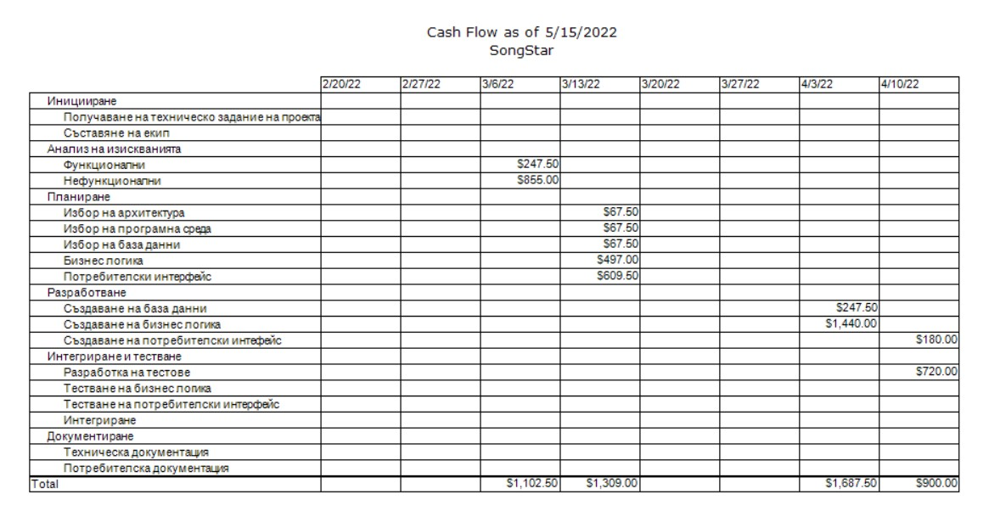 Cash Flow as of 5/15/2022
SongStar
2/20/22 2/27/22 3/6/22 3/13/22 3/20/22 3/27/22 4/3/22 4/10/22
Иницииране
Получаване на техническо задание на проекта
Съставяне на екип
Анализ на изискванията
Функционални $247.50
Нефункционални $855.00
Планиране
Избор на архитектура $67.50
Избор на програмна среда $67.50
Избор на база данни $67.50
Бизнес логика $497.00
Потребителски интерфейс $609.50
Разработване
Създаване на база данни $247.50
Създаване на бизнес логика $1,440.00
Създаване на потребителски интефейс $180.00
Интегриране и тестване
Разработка на тестове $720.00
Тестване на бизнес логика
Тестване на потребителски интерфейс
Интегриране
Документиране
Техническа документация
Потребителска документация
Total $1,102.50 $1,309.00 $1,687.50 $900.00